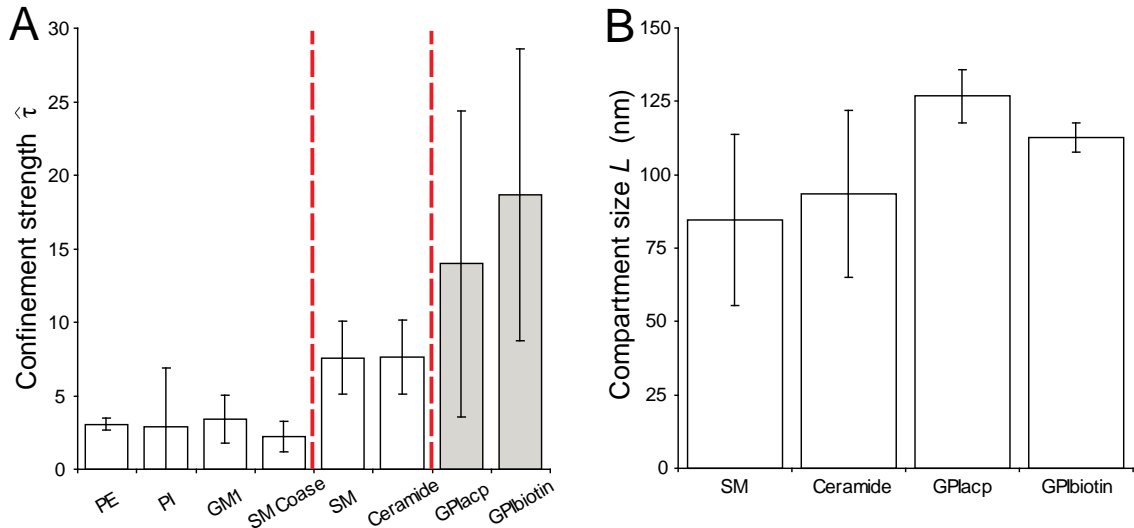 A
Confinement strength τ̂
30
25
20
15
10
5
0
PE
PI
GM1
SM Coase
SM
Ceramide
GPIacp
GPIbiotin
B
Compartment size L (nm)
150
125
100
75
50
25
0
SM
Ceramide
GPIacp
GPIbiotin